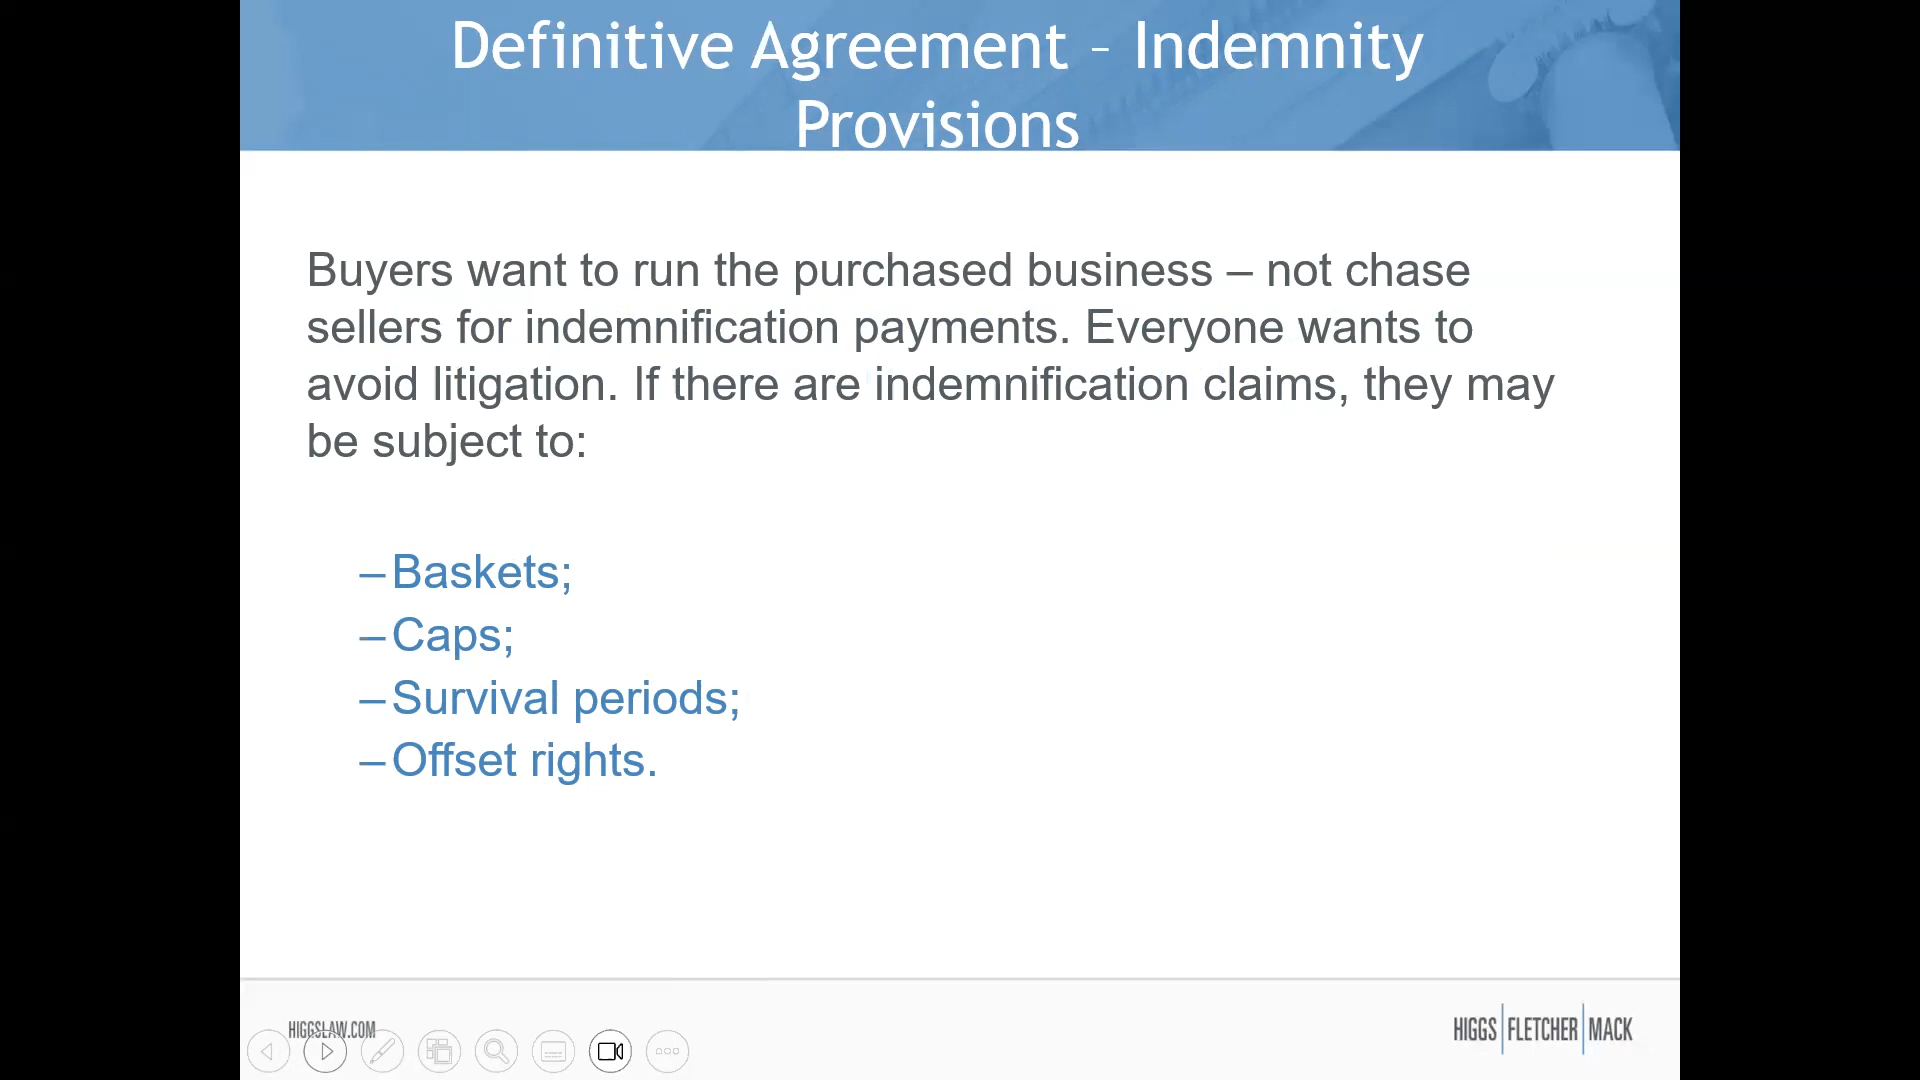 Definitive Agreement – Indemnity
Provisions
Buyers want to run the purchased business – not chase
sellers for indemnification payments. Everyone wants to
avoid litigation. If there are indemnification claims, they may
be subject to:
– Baskets;
– Caps;
– Survival periods;
– Offset rights.
HIGGSLAW.COM
HIGGS FLETCHER MACK